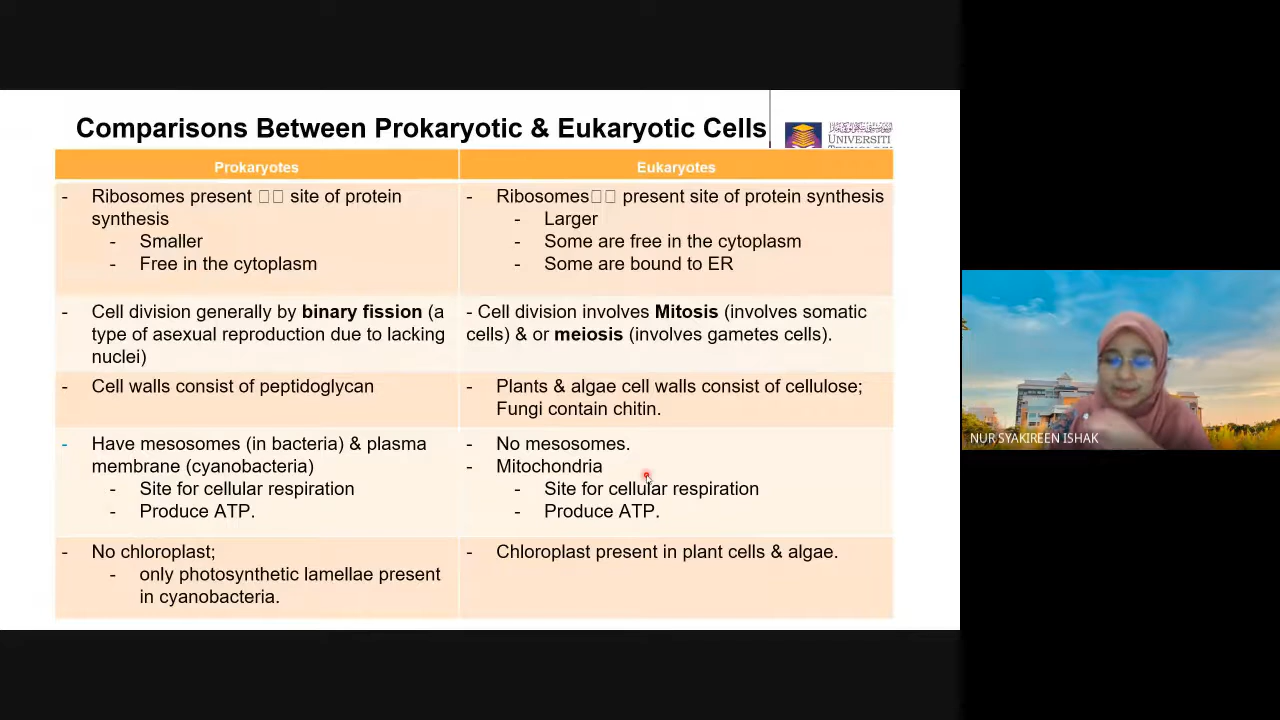 Comparisons Between Prokaryotic & Eukaryotic Cells
UNIVERSITI
Prokaryotes
Eukaryotes
- Ribosomes present □□ site of protein
synthesis
- Smaller
- Free in the cytoplasm
- Ribosomes□□ present site of protein synthesis
- Larger
- Some are free in the cytoplasm
- Some are bound to ER
- Cell division generally by binary fission (a
type of asexual reproduction due to lacking
nuclei)
- Cell division involves Mitosis (involves somatic
cells) & or meiosis (involves gametes cells).
- Cell walls consist of peptidoglycan
- Plants & algae cell walls consist of cellulose;
Fungi contain chitin.
- Have mesosomes (in bacteria) & plasma
membrane (cyanobacteria)
- Site for cellular respiration
- Produce ATP.
- No mesosomes.
- Mitochondria
- Site for cellular respiration
- Produce ATP.
- No chloroplast;
- only photosynthetic lamellae present
in cyanobacteria.
- Chloroplast present in plant cells & algae.
NUR SYAKIREEN ISHAK